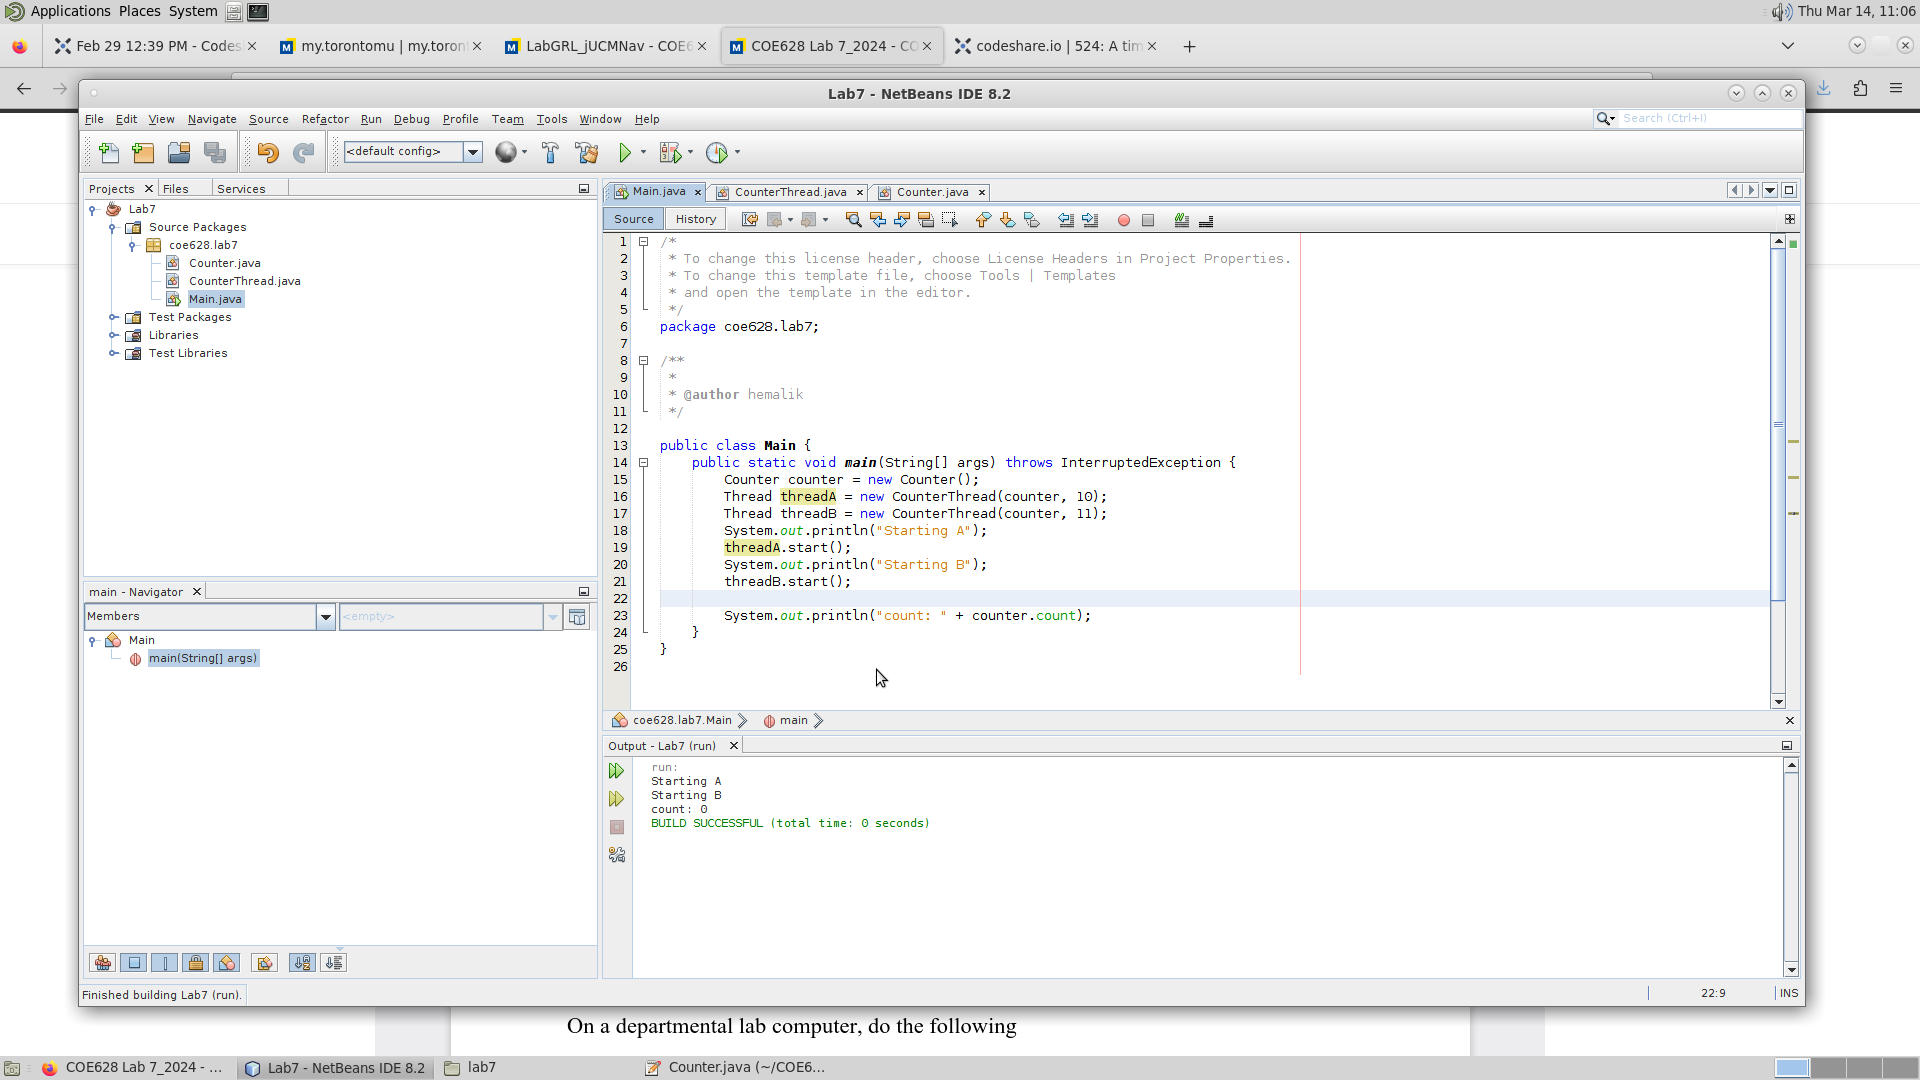 Applications Places System
Thu Mar 14, 11:06
Feb 29 12:39 PM - Codes
my.torontomu | my.toron
LabGRL_jUCMNav - COE6
COE628 Lab 7_2024 - CO
codeshare.io | 524: A tim
Lab7 - NetBeans IDE 8.2
File Edit View Navigate Source Refactor Run Debug Profile Team Tools Window Help
Search (Ctrl+I)
<default config>
Projects Files Services
Lab7
Source Packages
coe628.lab7
Counter.java
CounterThread.java
Main.java
Test Packages
Libraries
Test Libraries
main - Navigator
Members
<empty>
Main
main(String[] args)
Main.java CounterThread.java Counter.java
Source History
1 /*
2 * To change this license header, choose License Headers in Project Properties.
3 * To change this template file, choose Tools | Templates
4 * and open the template in the editor.
5 */
6 package coe628.lab7;
7
8 /**
9 *
10 * @author hemalik
11 */
12
13 public class Main {
14 public static void main(String[] args) throws InterruptedException {
15 Counter counter = new Counter();
16 Thread threadA = new CounterThread(counter, 10);
17 Thread threadB = new CounterThread(counter, 11);
18 System.out.println("Starting A");
19 threadA.start();
20 System.out.println("Starting B");
21 threadB.start();
22
23 System.out.println("count: " + counter.count);
24 }
25 }
26
coe628.lab7.Main main
Output - Lab7 (run)
run:
Starting A
Starting B
count: 0
BUILD SUCCESSFUL (total time: 0 seconds)
Finished building Lab7 (run).
22:9 INS
On a departmental lab computer, do the following
COE628 Lab 7_2024 - ...
Lab7 - NetBeans IDE 8.2
lab7
Counter.java (~/COE6...